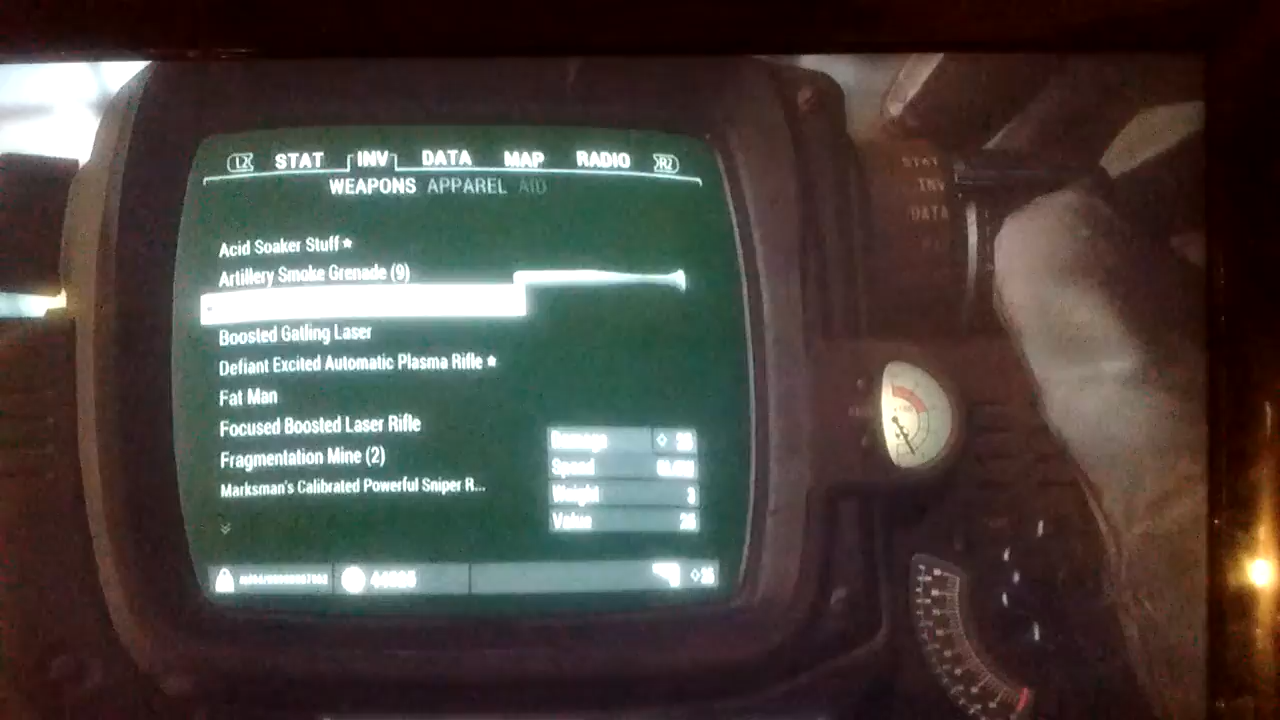 L2 STAT INV DATA MAP RADIO R2
WEAPONS APPAREL AID
Acid Soaker Stuff ★
Artillery Smoke Grenade (9)
Boosted Gatling Laser
Defiant Excited Automatic Plasma Rifle ★
Fat Man
Focused Boosted Laser Rifle
Fragmentation Mine (2)
Marksman's Calibrated Powerful Sniper R...
Damage
Speed
Weight 3
Value
STAT
INV
DATA